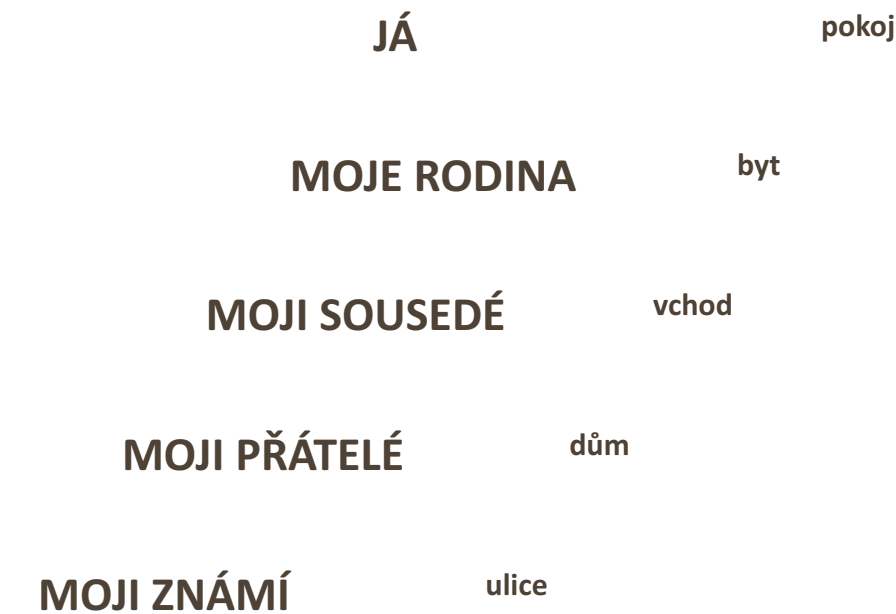 JÁ pokoj
MOJE RODINA byt
MOJI SOUSEDÉ vchod
MOJI PŘÁTELÉ dům
MOJI ZNÁMÍ ulice